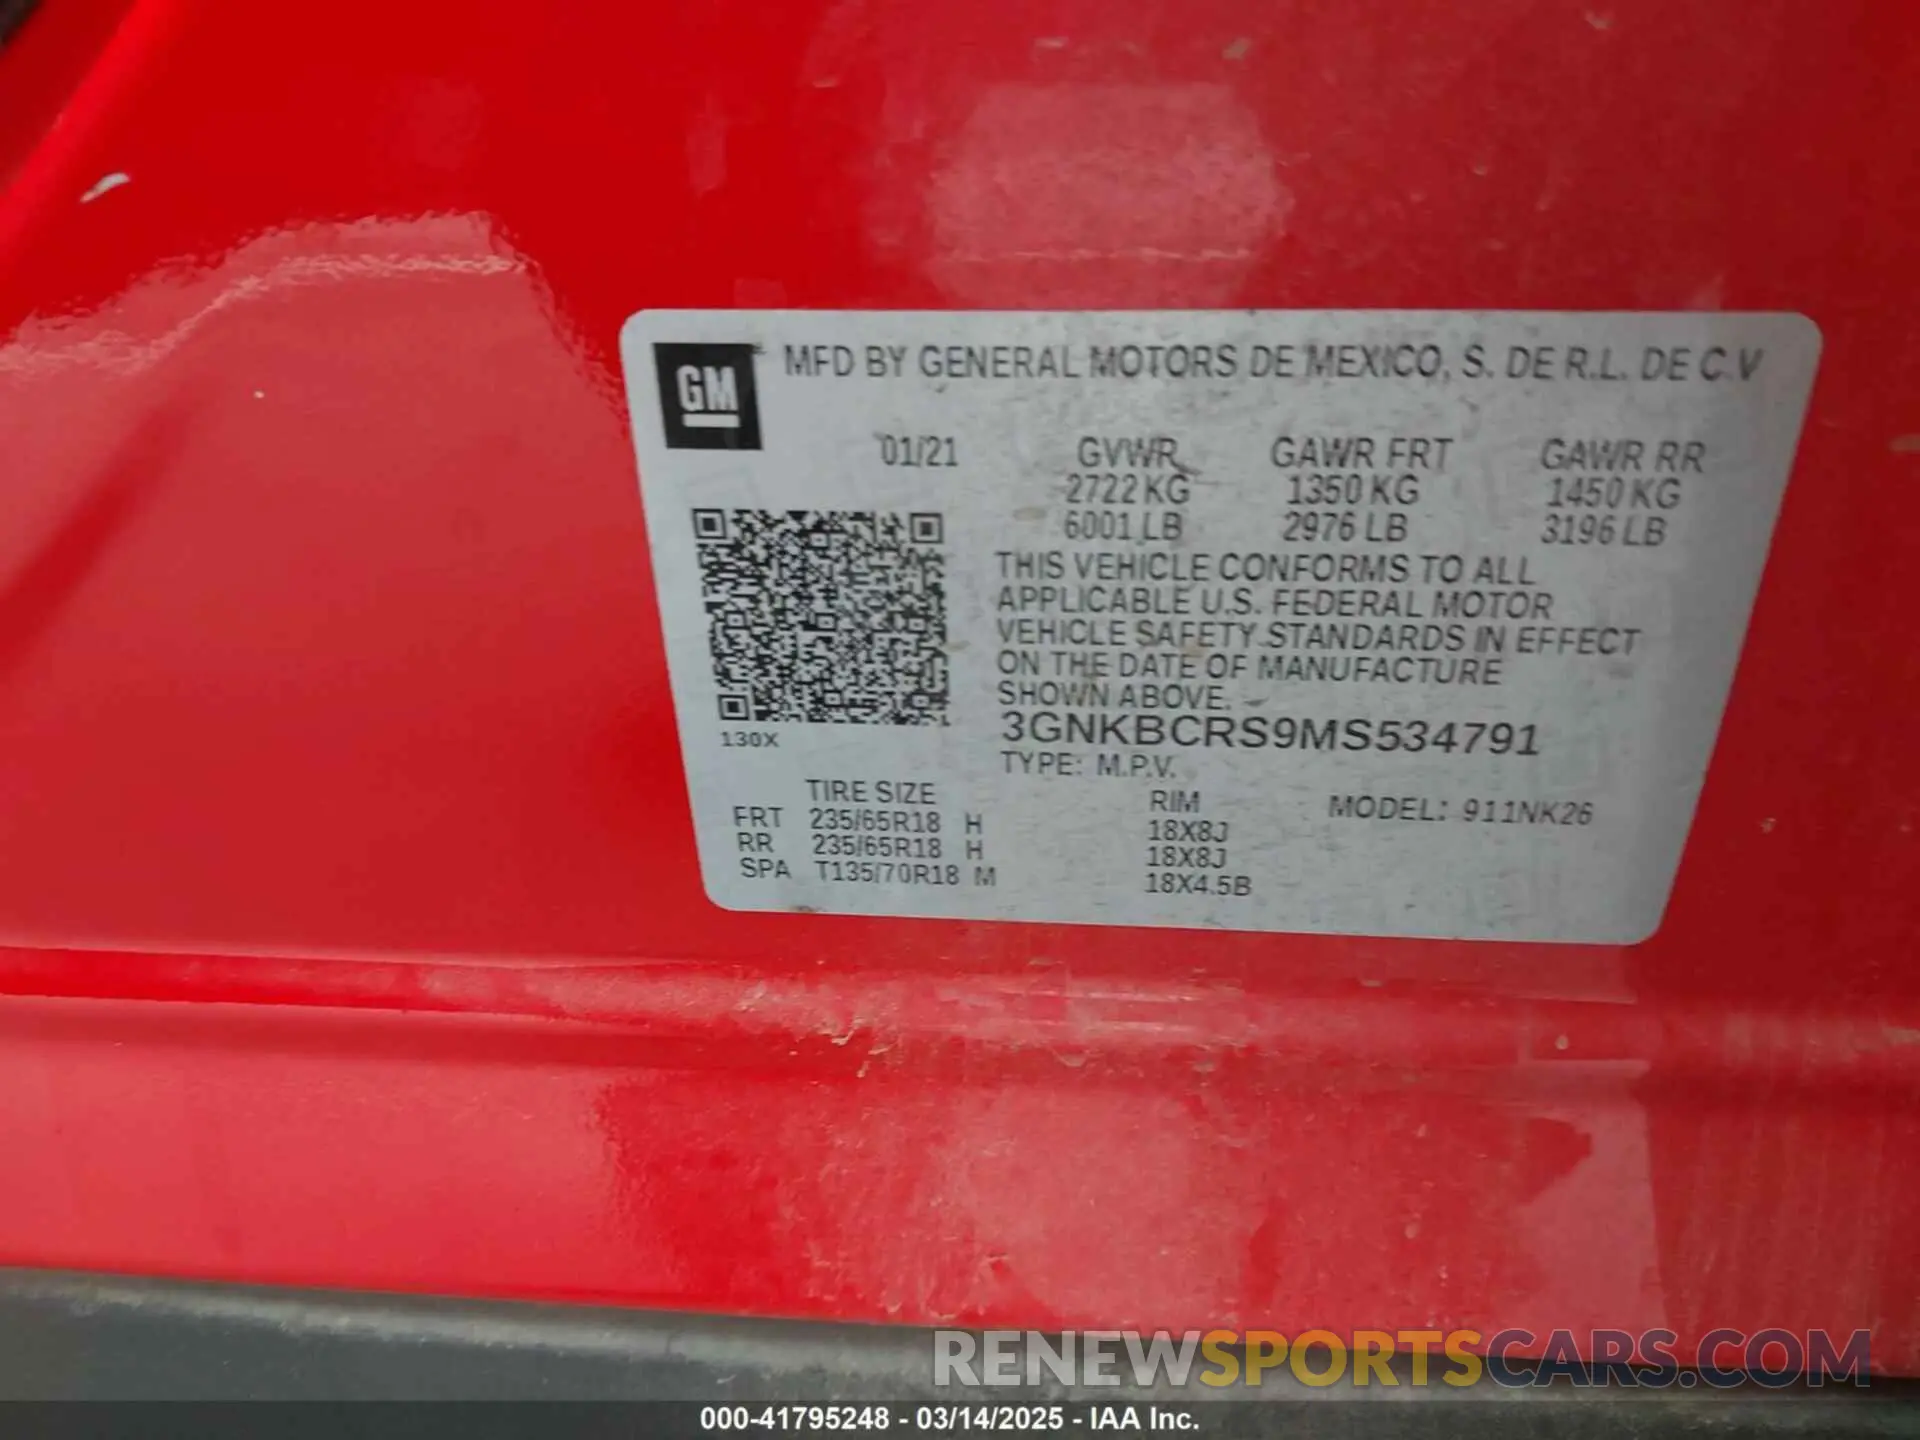 GM
MFD BY GENERAL MOTORS DE MEXICO, S. DE R.L. DE C.V
01/21 GVWR GAWR FRT GAWR RR
2722 KG 1350 KG 1450 KG
6001 LB 2976 LB 3196 LB
THIS VEHICLE CONFORMS TO ALL
APPLICABLE U.S. FEDERAL MOTOR
VEHICLE SAFETY STANDARDS IN EFFECT
ON THE DATE OF MANUFACTURE
SHOWN ABOVE.
3GNKBCRS9MS534791
130X
TYPE: M.P.V.
TIRE SIZE RIM MODEL: 911NK26
FRT 235/65R18 H 18X8J
RR 235/65R18 H 18X8J
SPA T135/70R18 M 18X4.5B
RENEWSPORTSCARS.COM
000-41795248 - 03/14/2025 - IAA Inc.